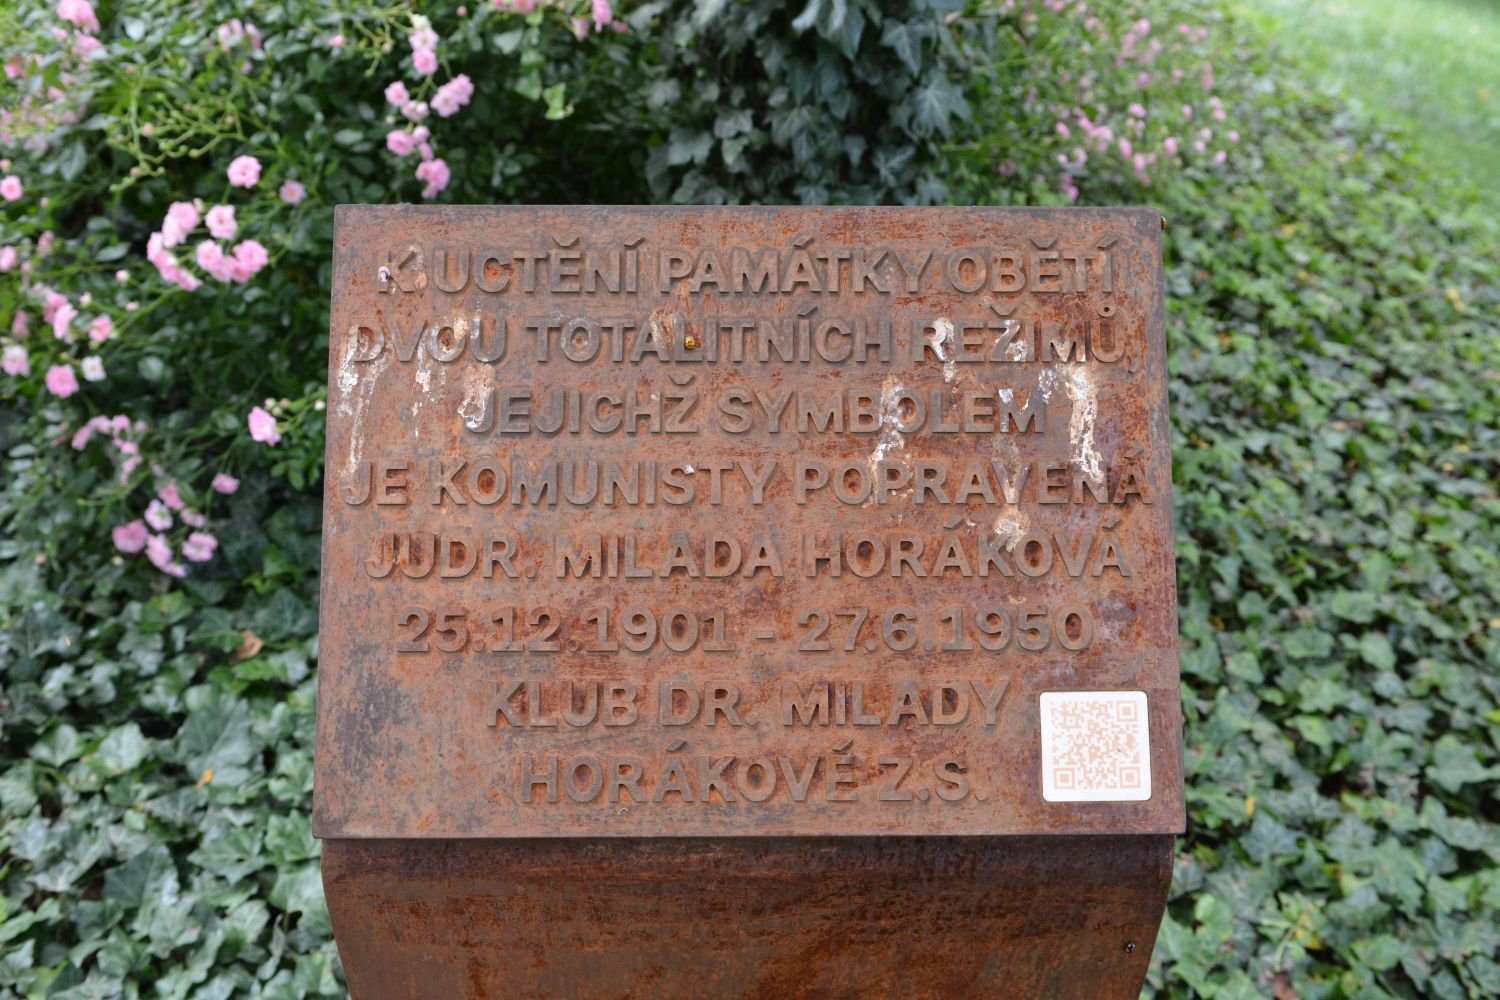 K UCTĚNÍ PAMÁTKY OBĚTÍ
DVOU TOTALITNÍCH REŽIMŮ,
JEJICHŽ SYMBOLEM
JE KOMUNISTY POPRAVENÁ
JUDR. MILADA HORÁKOVÁ
25.12.1901 - 27.6.1950
KLUB DR. MILADY
HORÁKOVÉ Z.S.